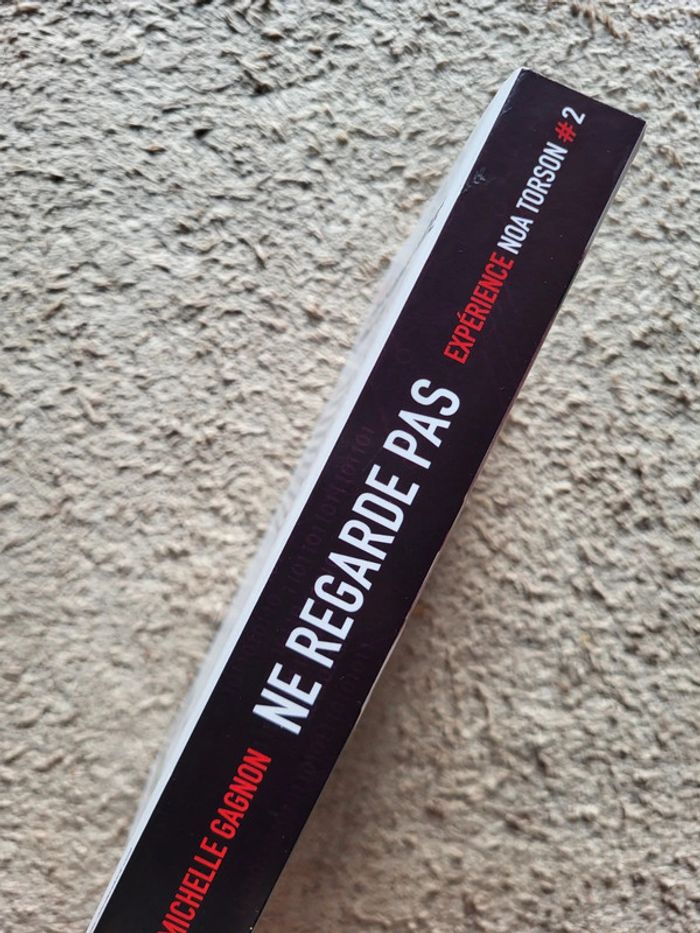 MICHELLE GAGNON
NE REGARDE PAS
EXPÉRIENCE NOA TORSON #2